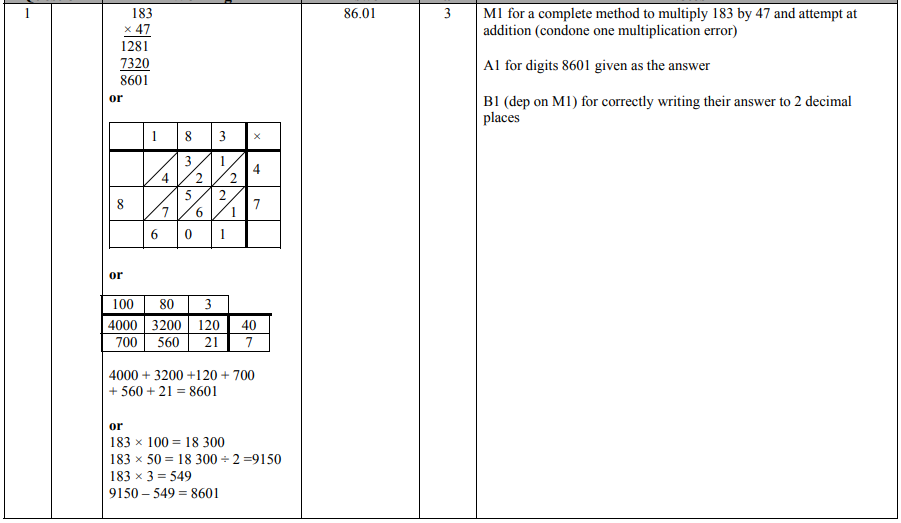 1
183
× 47
1281
7320
8601
or
1 8 3 ×
3 1
4 2 2 4
5 2
8 7 6 1 7
6 0 1
or
100 80 3
4000 3200 120 40
700 560 21 7
4000 + 3200 +120 + 700
+ 560 + 21 = 8601
or
183 × 100 = 18 300
183 × 50 = 18 300 ÷ 2 =9150
183 × 3 = 549
9150 – 549 = 8601
86.01
3
M1 for a complete method to multiply 183 by 47 and attempt at
addition (condone one multiplication error)
A1 for digits 8601 given as the answer
B1 (dep on M1) for correctly writing their answer to 2 decimal
places